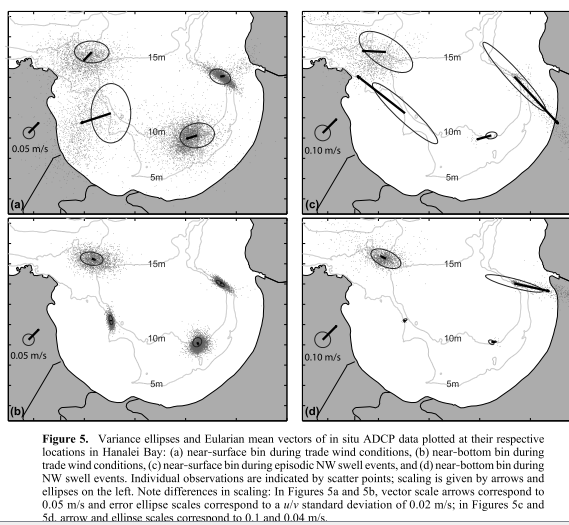 15m
10m
5m
0.05 m/s
(a)
15m
10m
5m
0.10 m/s
(c)
15m
10m
5m
0.05 m/s
(b)
15m
10m
5m
0.10 m/s
(d)
Figure 5. Variance ellipses and Eularian mean vectors of in situ ADCP data plotted at their respective
locations in Hanalei Bay: (a) near-surface bin during trade wind conditions, (b) near-bottom bin during
trade wind conditions, (c) near-surface bin during episodic NW swell events, and (d) near-bottom bin during
NW swell events. Individual observations are indicated by scatter points; scaling is given by arrows and
ellipses on the left. Note differences in scaling: In Figures 5a and 5b, vector scale arrows correspond to
0.05 m/s and error ellipse scales correspond to a u/v standard deviation of 0.02 m/s; in Figures 5c and
5d, arrow and ellipse scales correspond to 0.1 and 0.04 m/s.